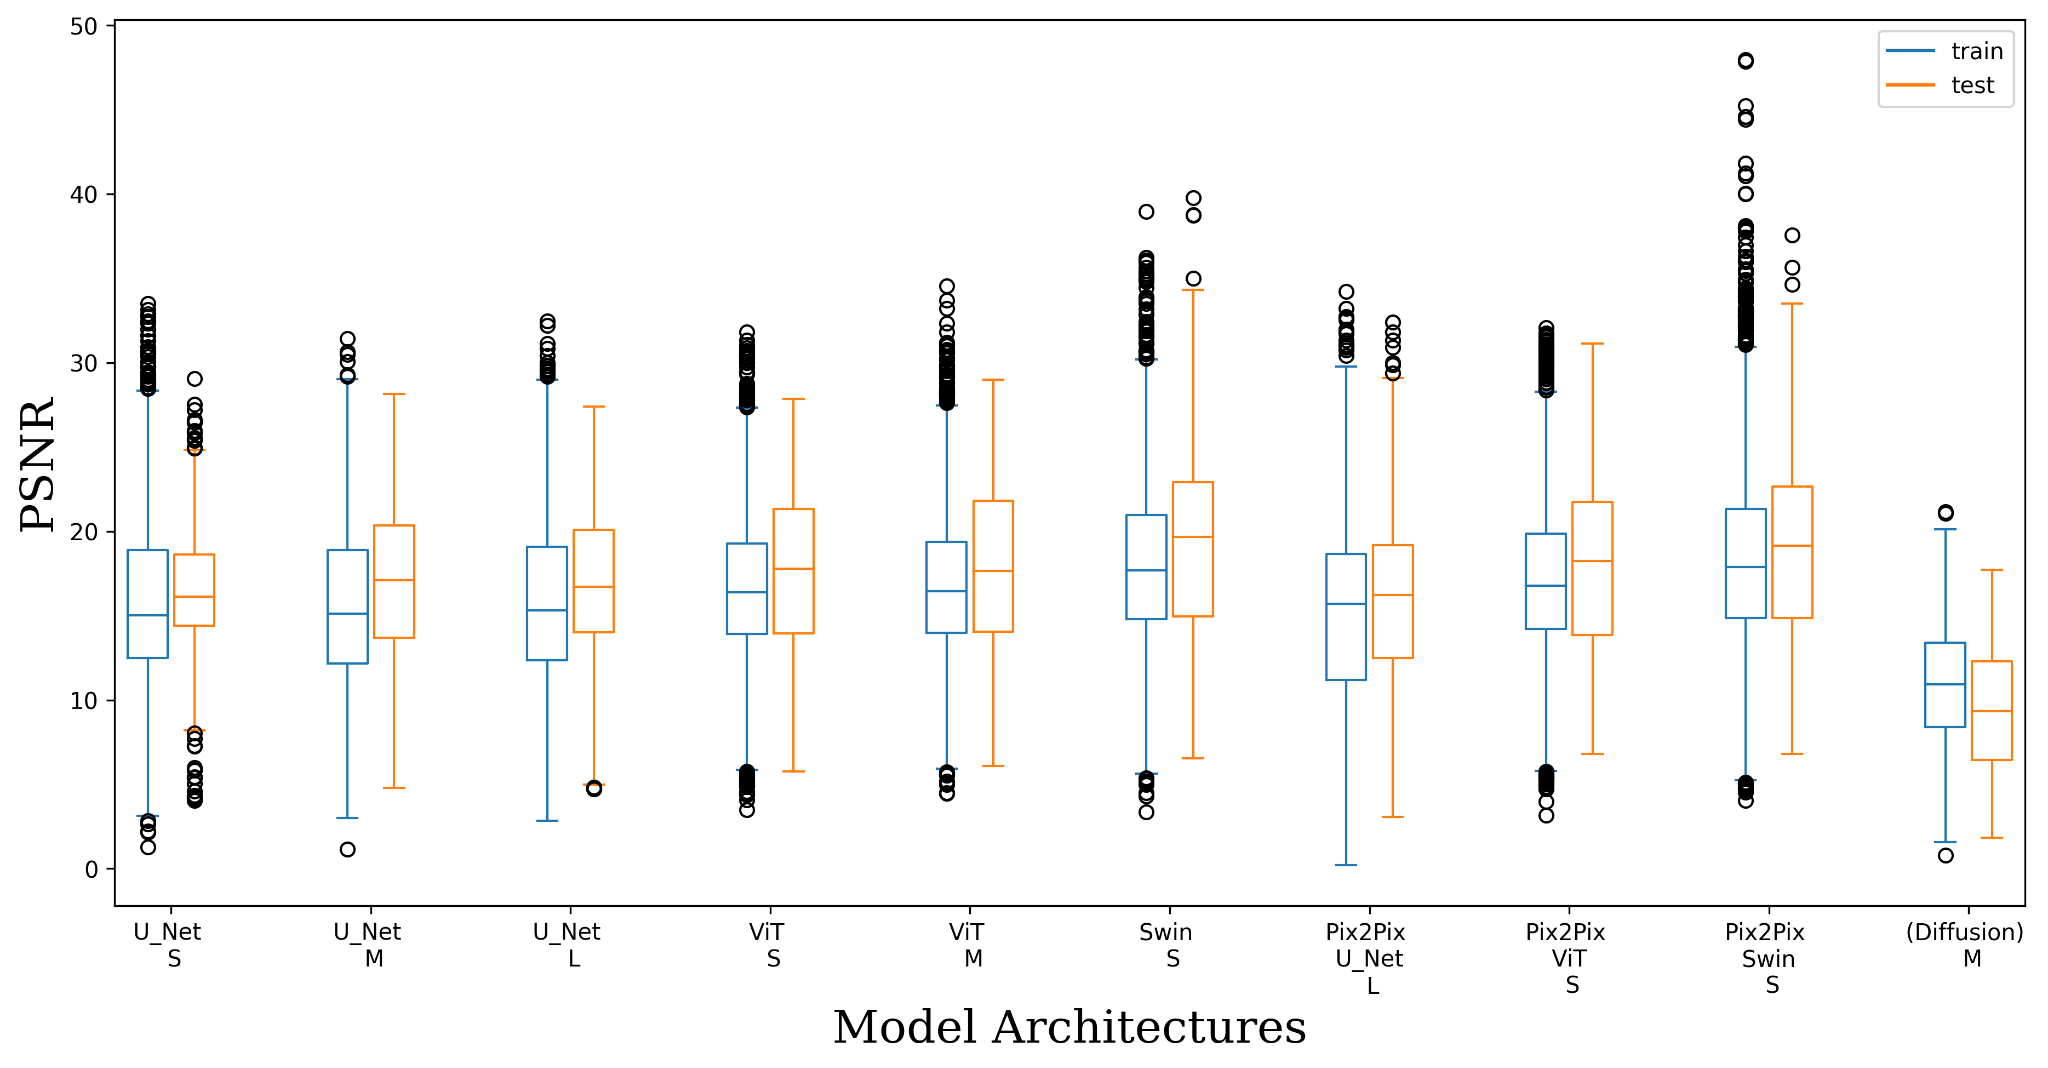 50
40
30
20
10
0
PSNR
train
test
U_Net
S
U_Net
M
U_Net
L
ViT
S
ViT
M
Swin
S
Pix2Pix
U_Net
L
Pix2Pix
ViT
S
Pix2Pix
Swin
S
(Diffusion)
M
Model Architectures